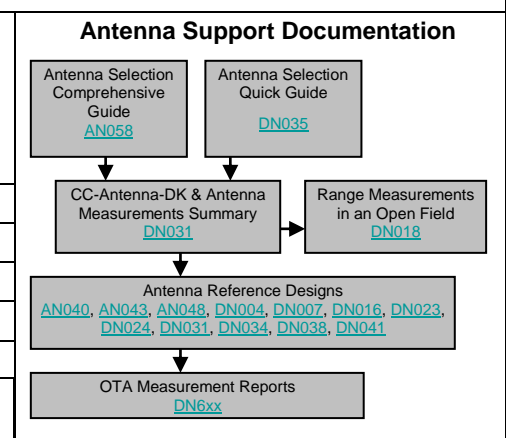 Antenna Support Documentation
Antenna Selection
Comprehensive
Guide
AN058
Antenna Selection
Quick Guide
DN035
CC-Antenna-DK & Antenna
Measurements Summary
DN031
Range Measurements
in an Open Field
DN018
Antenna Reference Designs
AN040, AN043, AN048, DN004, DN007, DN016, DN023,
DN024, DN031, DN034, DN038, DN041
OTA Measurement Reports
DN6xx